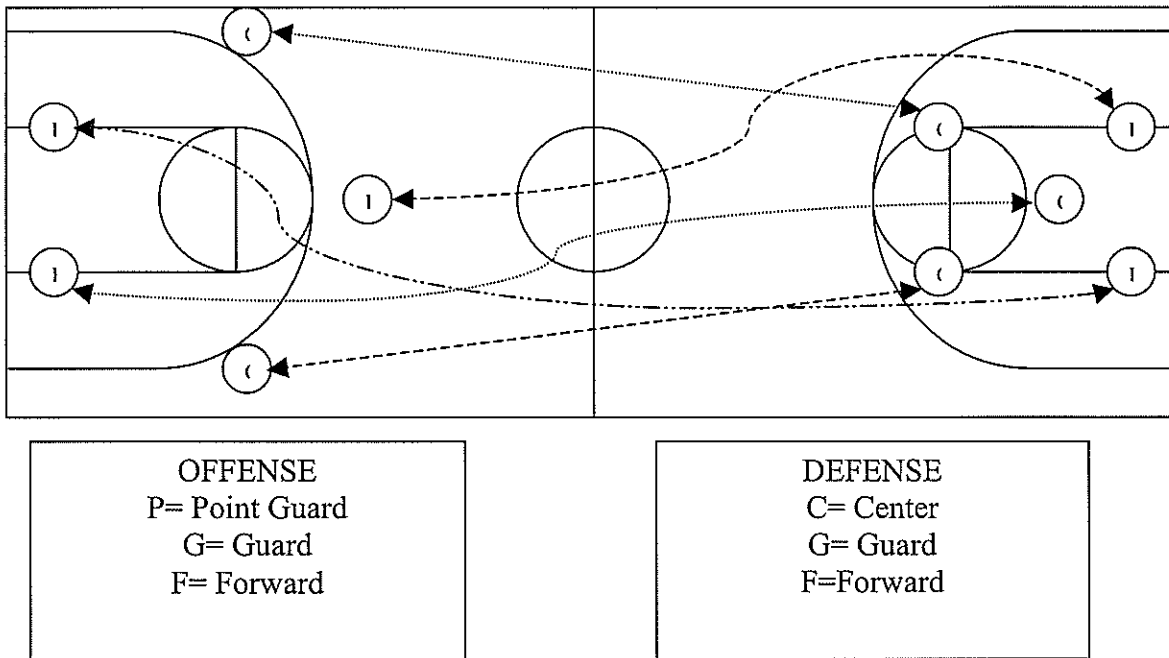 OFFENSE
P= Point Guard
G= Guard
F= Forward
DEFENSE
C= Center
G= Guard
F=Forward